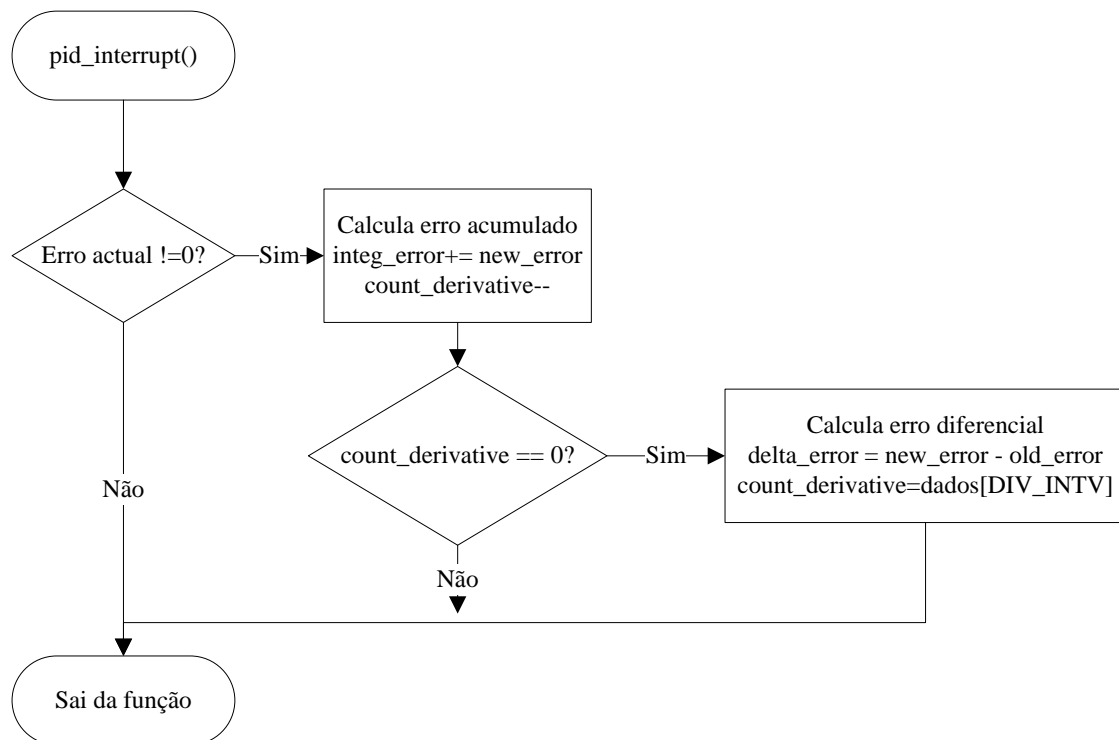 pid_interrupt()
Erro actual !=0?
Sim
Calcula erro acumulado
integ_error+= new_error
count_derivative--
count_derivative == 0?
Sim
Calcula erro diferencial
delta_error = new_error - old_error
count_derivative=dados[DIV_INTV]
Não
Não
Sai da função